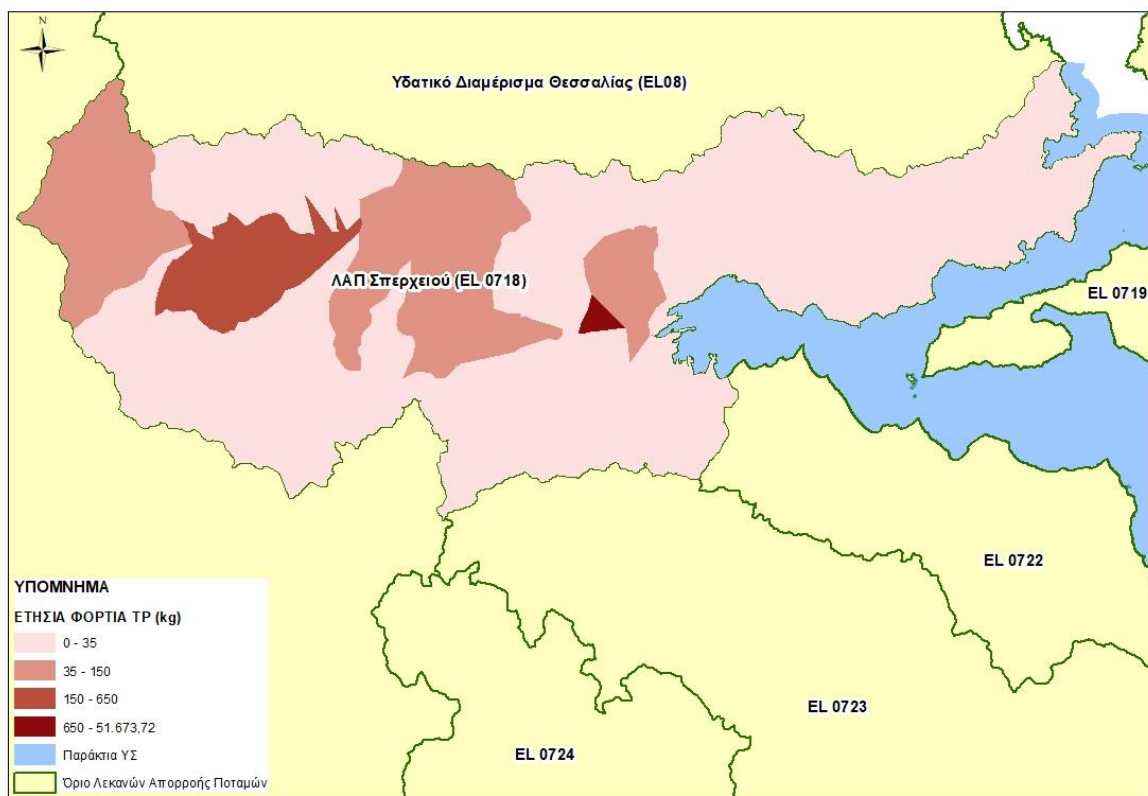 N
Υδατικό Διαμέρισμα Θεσσαλίας (EL08)
ΛΑΠ Σπερχειού (EL 0718)
EL 0719
EL 0722
EL 0723
EL 0724
ΥΠΟΜΝΗΜΑ
ΕΤΗΣΙΑ ΦΟΡΤΙΑ TP (kg)
0 - 35
35 - 150
150 - 650
650 - 51.673,72
Παράκτια ΥΣ
Όριο Λεκανών Απορροής Ποταμών